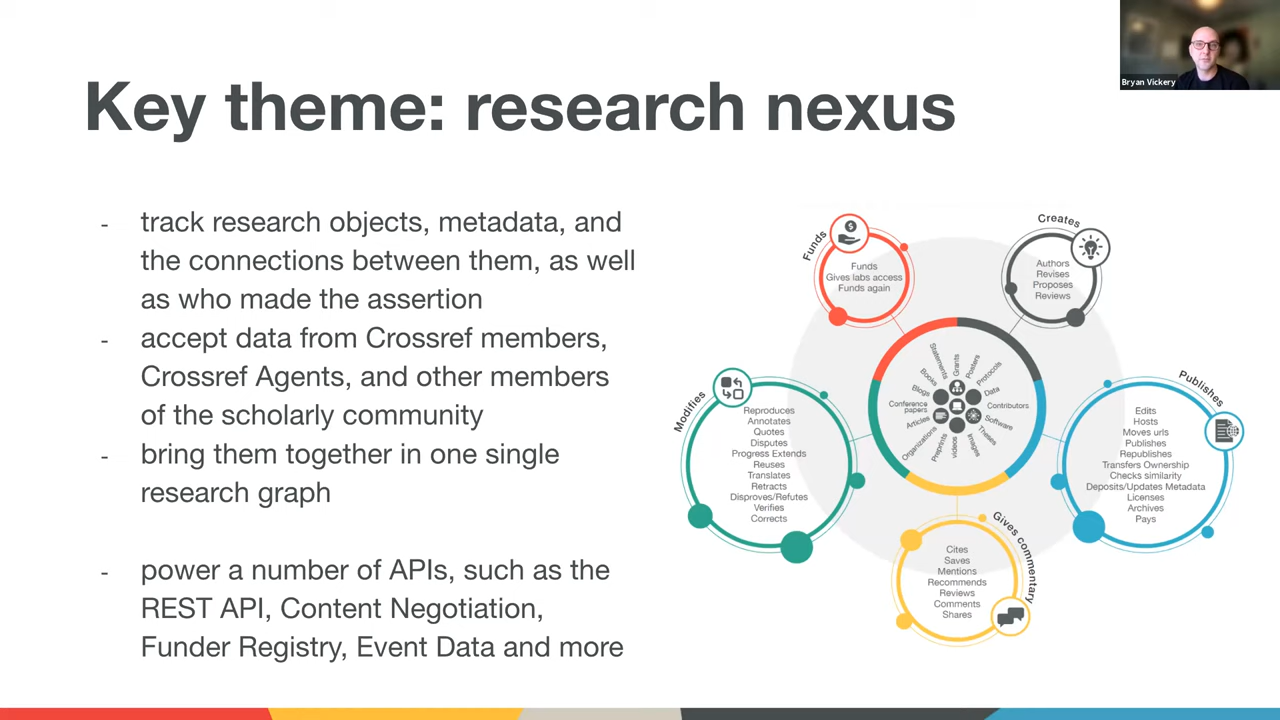 Bryan Vickery
Key theme: research nexus
- track research objects, metadata, and
the connections between them, as well
as who made the assertion
- accept data from Crossref members,
Crossref Agents, and other members
of the scholarly community
- bring them together in one single
research graph
- power a number of APIs, such as the
REST API, Content Negotiation,
Funder Registry, Event Data and more
Funds
Funds
Gives labs access
Funds again
Creates
Authors
Revises
Proposes
Reviews
Statements
Grants
Posters
Protocols
Data
Contributors
Software
Theses
Images
videos
Preprints
Organizations
Articles
Conference
papers
Blogs
Books
Modifies
Reproduces
Annotates
Quotes
Disputes
Progress Extends
Reuses
Translates
Retracts
Disproves/Refutes
Verifies
Corrects
Publishes
Edits
Hosts
Moves urls
Publishes
Republishes
Transfers Ownership
Checks similarity
Deposits/Updates Metadata
Licenses
Archives
Pays
Gives commentary
Cites
Saves
Mentions
Recommends
Reviews
Comments
Shares